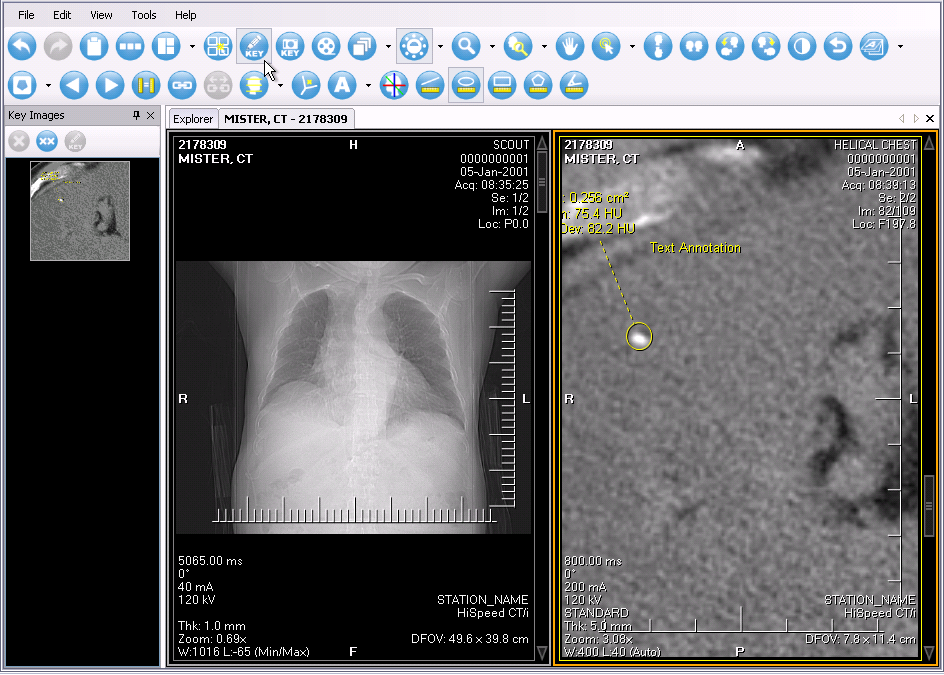 File Edit View Tools Help
KEY KEY
A
Key Images
Explorer MISTER, CT - 2178309
2178309
MISTER, CT
H
SCOUT
0000000001
05-Jan-2001
Acq: 08:35:25
Se: 1/2
Im: 1/2
Loc: P0.0
R
L
5065.00 ms
0°
40 mA
120 kV
Thk: 1.0 mm
Zoom: 0.69x
W:1016 L:-65 (Min/Max)
F
STATION_NAME
HiSpeed CT/i
DFOV: 49.6 x 39.8 cm
2178309
MISTER, CT
A
HELICAL CHEST
0000000001
05-Jan-2001
Acq: 08:39:13
Se: 2/2
Im: 82/109
Loc: F197.8
: 0.256 cm²
n: 75.4 HU
Dev: 82.2 HU
Text Annotation
R
L
800.00 ms
0°
200 mA
120 kV
STANDARD
Thk: 5.0 mm
Zoom: 3.08x
W:400 L:40 (Auto)
P
STATION_NAME
HiSpeed CT/i
DFOV: 7.8 x 11.4 cm